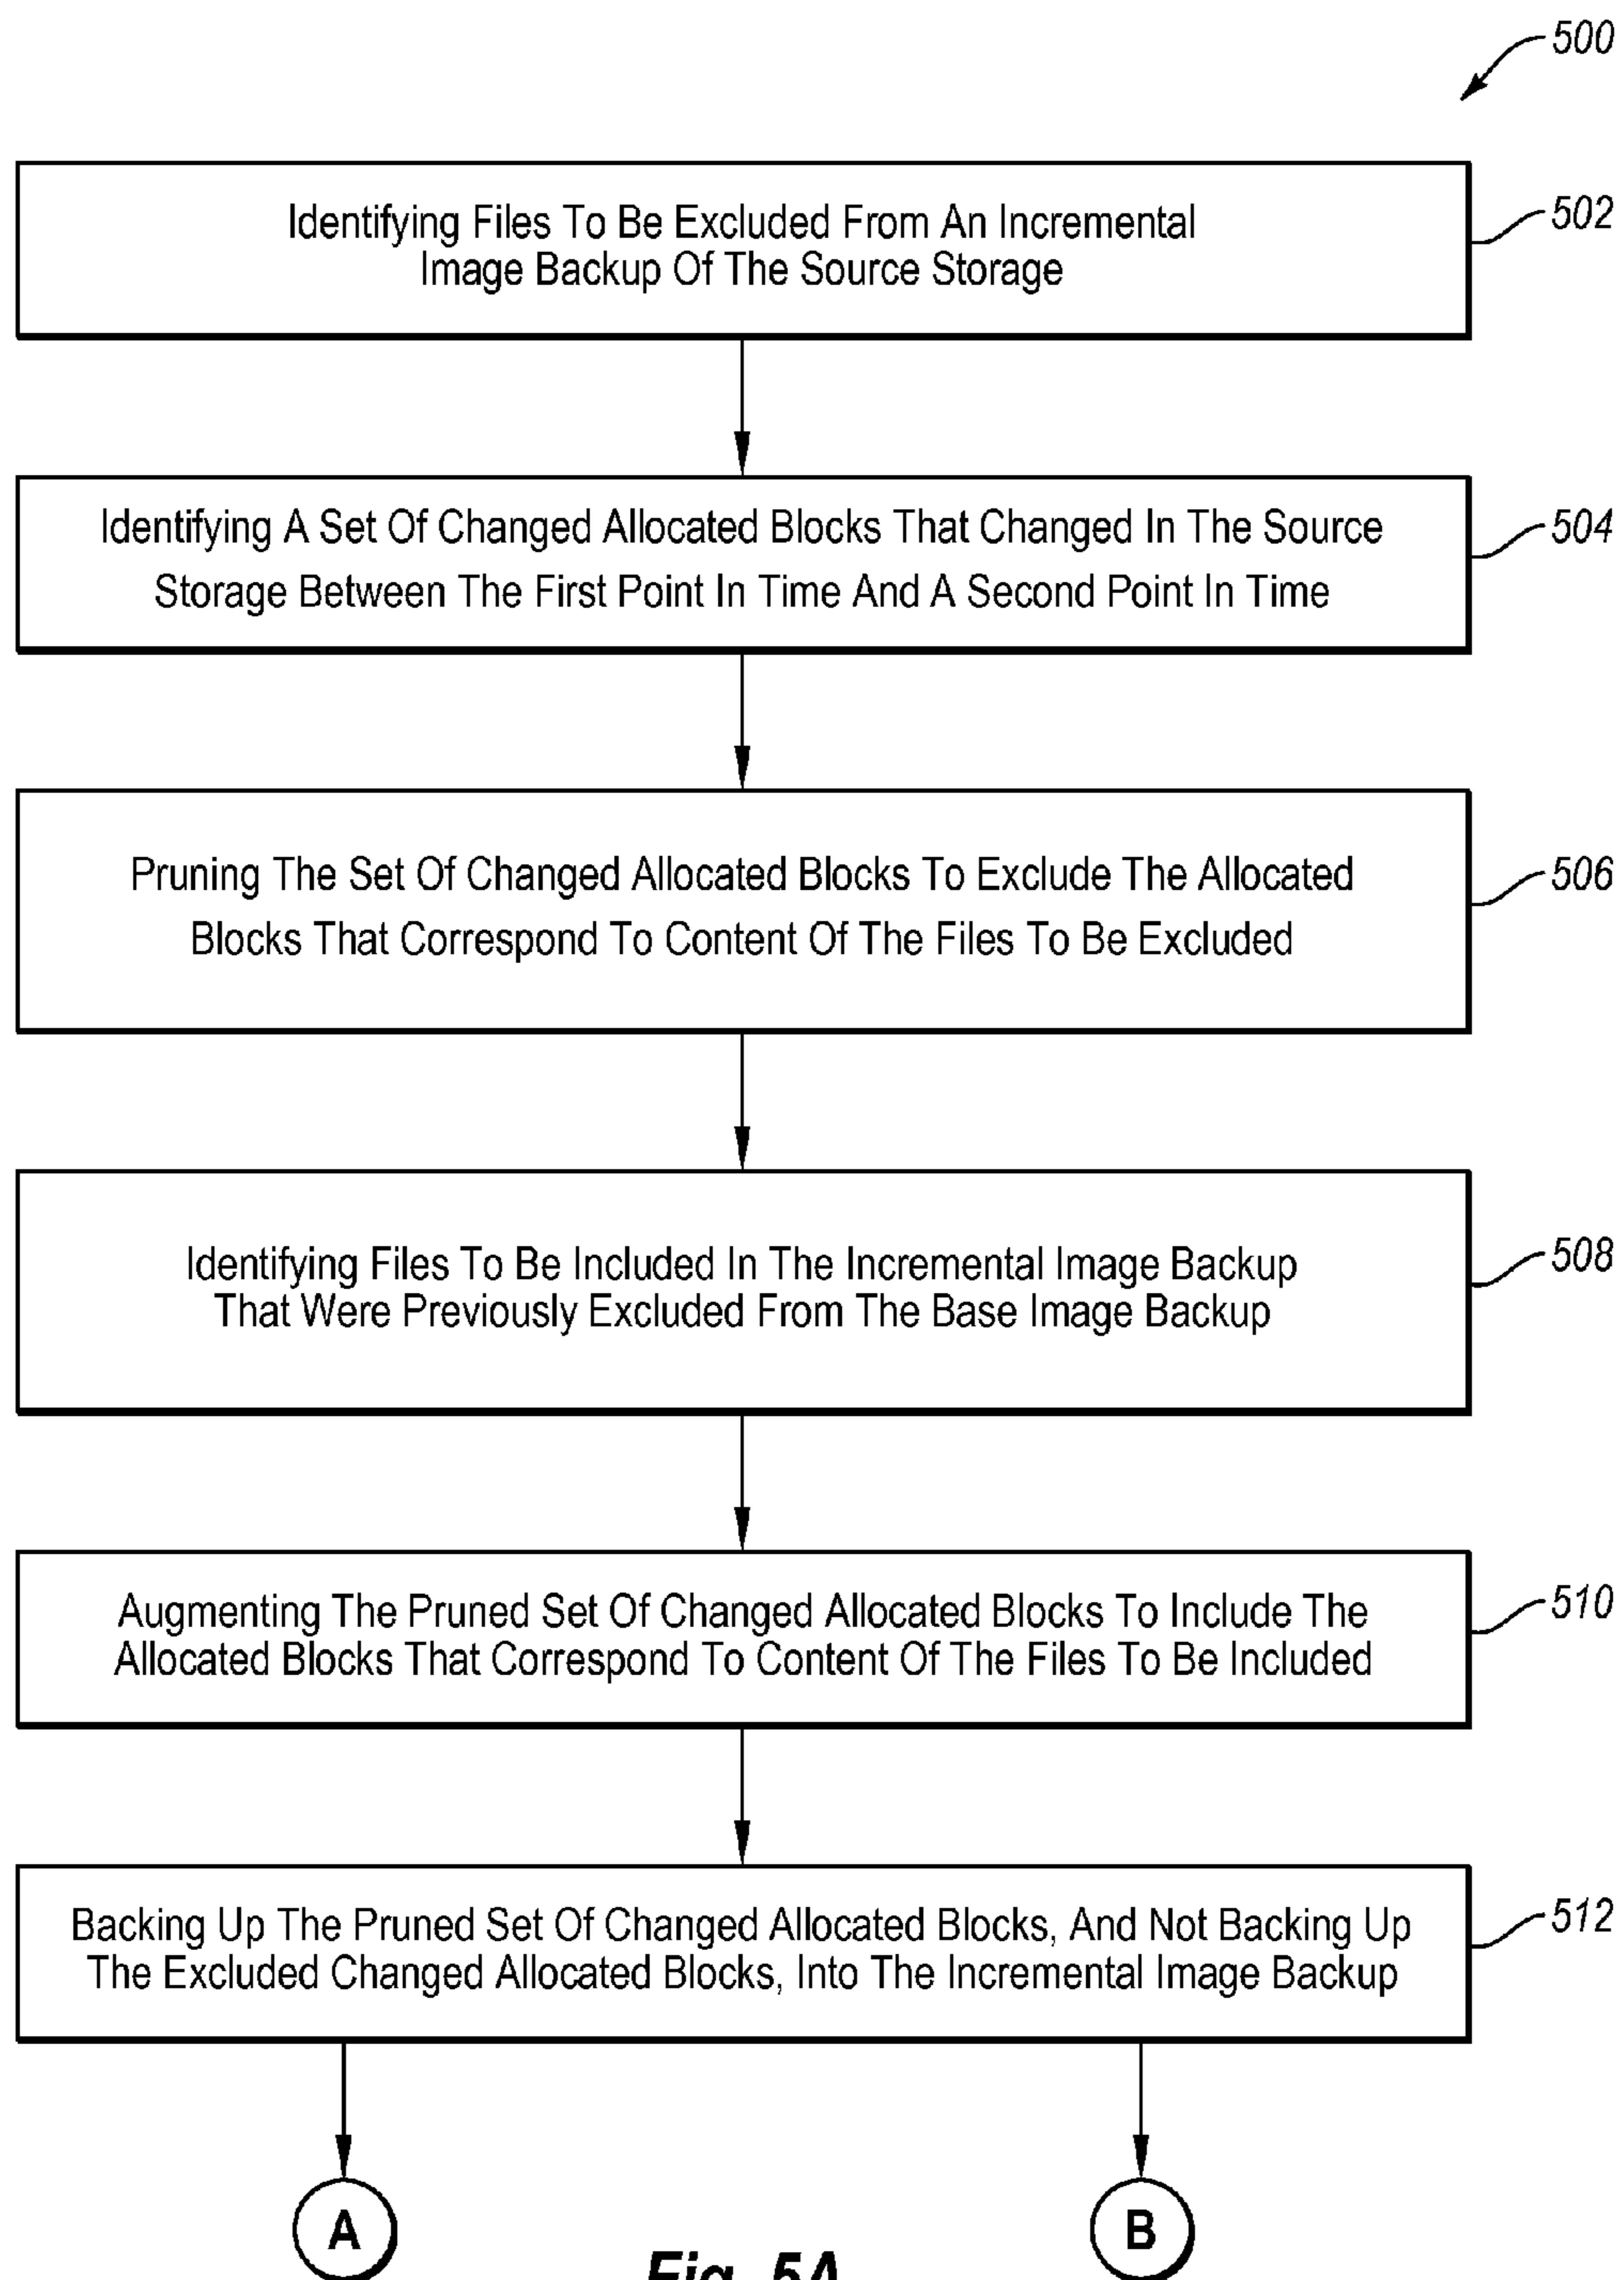 500
Identifying Files To Be Excluded From An Incremental
Image Backup Of The Source Storage
502
Identifying A Set Of Changed Allocated Blocks That Changed In The Source
Storage Between The First Point In Time And A Second Point In Time
504
Pruning The Set Of Changed Allocated Blocks To Exclude The Allocated
Blocks That Correspond To Content Of The Files To Be Excluded
506
Identifying Files To Be Included In The Incremental Image Backup
That Were Previously Excluded From The Base Image Backup
508
Augmenting The Pruned Set Of Changed Allocated Blocks To Include The
Allocated Blocks That Correspond To Content Of The Files To Be Included
510
Backing Up The Pruned Set Of Changed Allocated Blocks, And Not Backing Up
The Excluded Changed Allocated Blocks, Into The Incremental Image Backup
512
A
B
Fig. 5A